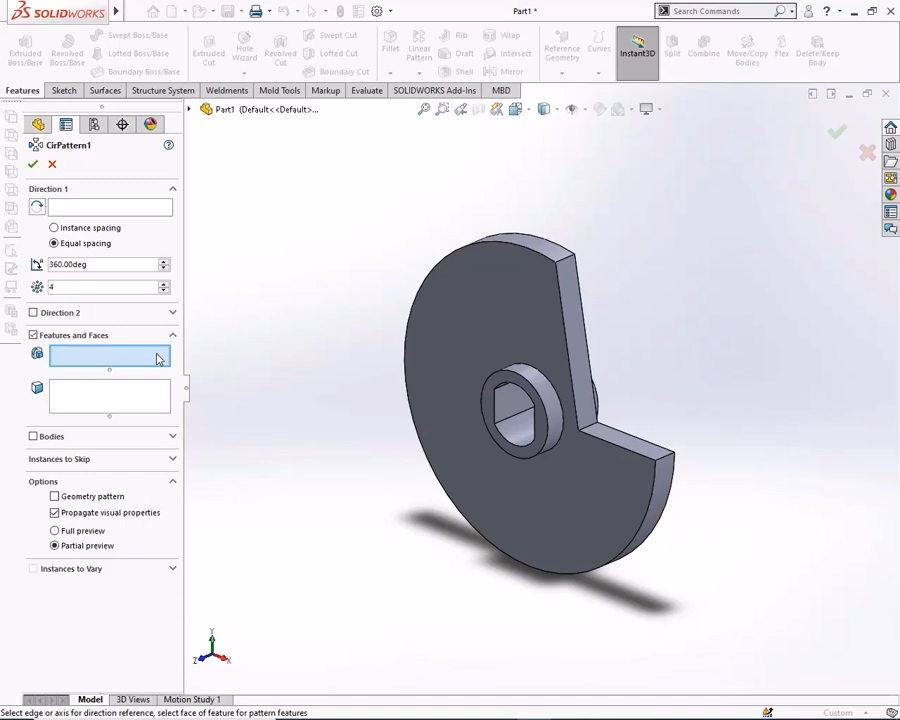 SOLIDWORKS
Part1 *
Search Commands
Extruded Boss/Base
Revolved Boss/Base
Swept Boss/Base
Lofted Boss/Base
Boundary Boss/Base
Extruded Cut
Hole Wizard
Revolved Cut
Swept Cut
Lofted Cut
Boundary Cut
Fillet
Linear Pattern
Rib
Draft
Shell
Wrap
Intersect
Mirror
Reference Geometry
Curves
Instant3D
Split
Combine
Move/Copy Bodies
Flex
Delete/Keep Body
Features
Sketch
Surfaces
Structure System
Weldments
Mold Tools
Markup
Evaluate
SOLIDWORKS Add-Ins
MBD
Part1 (Default<<Default>...
CirPattern1
Direction 1
Instance spacing
Equal spacing
360.00deg
4
Direction 2
Features and Faces
Bodies
Instances to Skip
Options
Geometry pattern
Propagate visual properties
Full preview
Partial preview
Instances to Vary
Y
Z
X
Model
3D Views
Motion Study 1
Select edge or axis for direction reference, select face of feature for pattern features
Custom